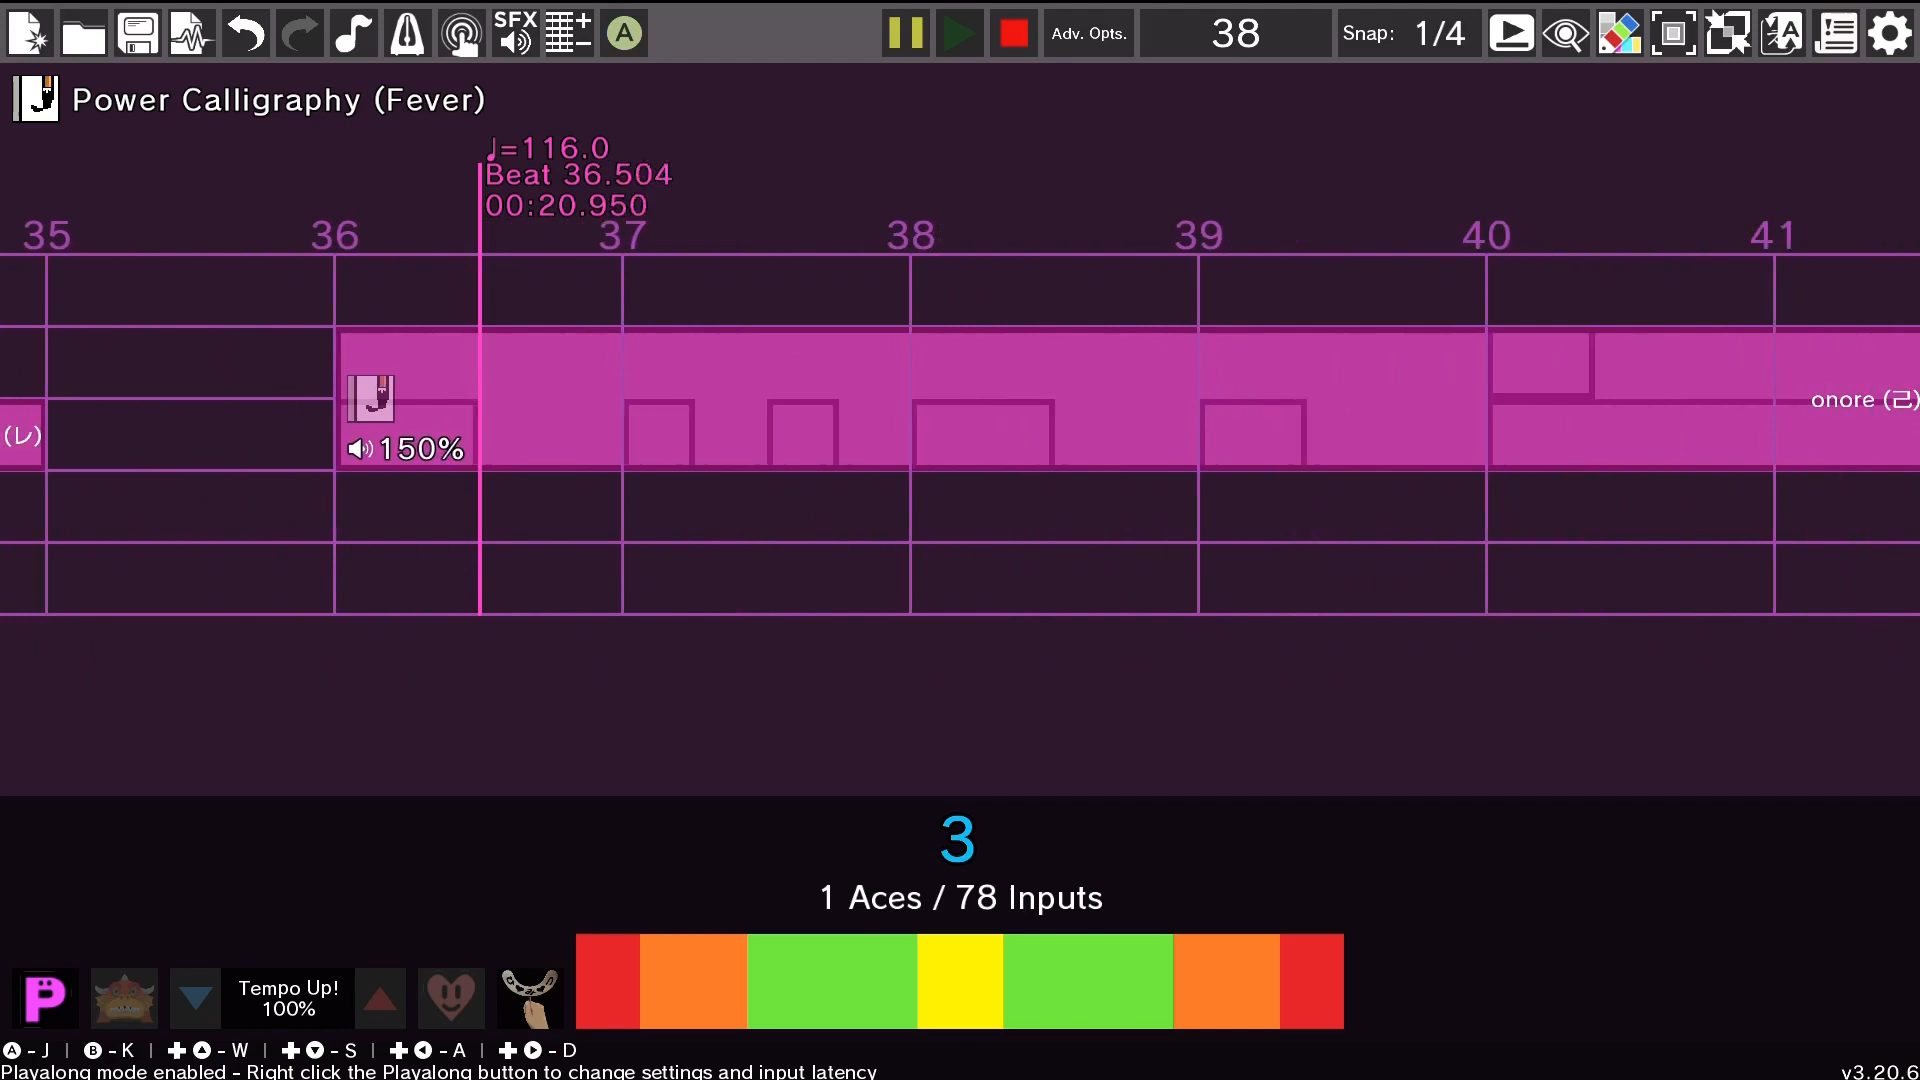 SFX
A
Adv. Opts.
38
Snap: 1/4
Power Calligraphy (Fever)
♩=116.0
Beat 36.504
00:20.950
35 36 37 38 39 40 41
(レ)
onore (己)
150%
3
1 Aces / 78 Inputs
P
Tempo Up!
100%
A - J | B - K | ▲ - W | ▼ - S | ◀ - A | ▶ - D
Playalong mode enabled - Right click the Playalong button to change settings and input latency
v3.20.6